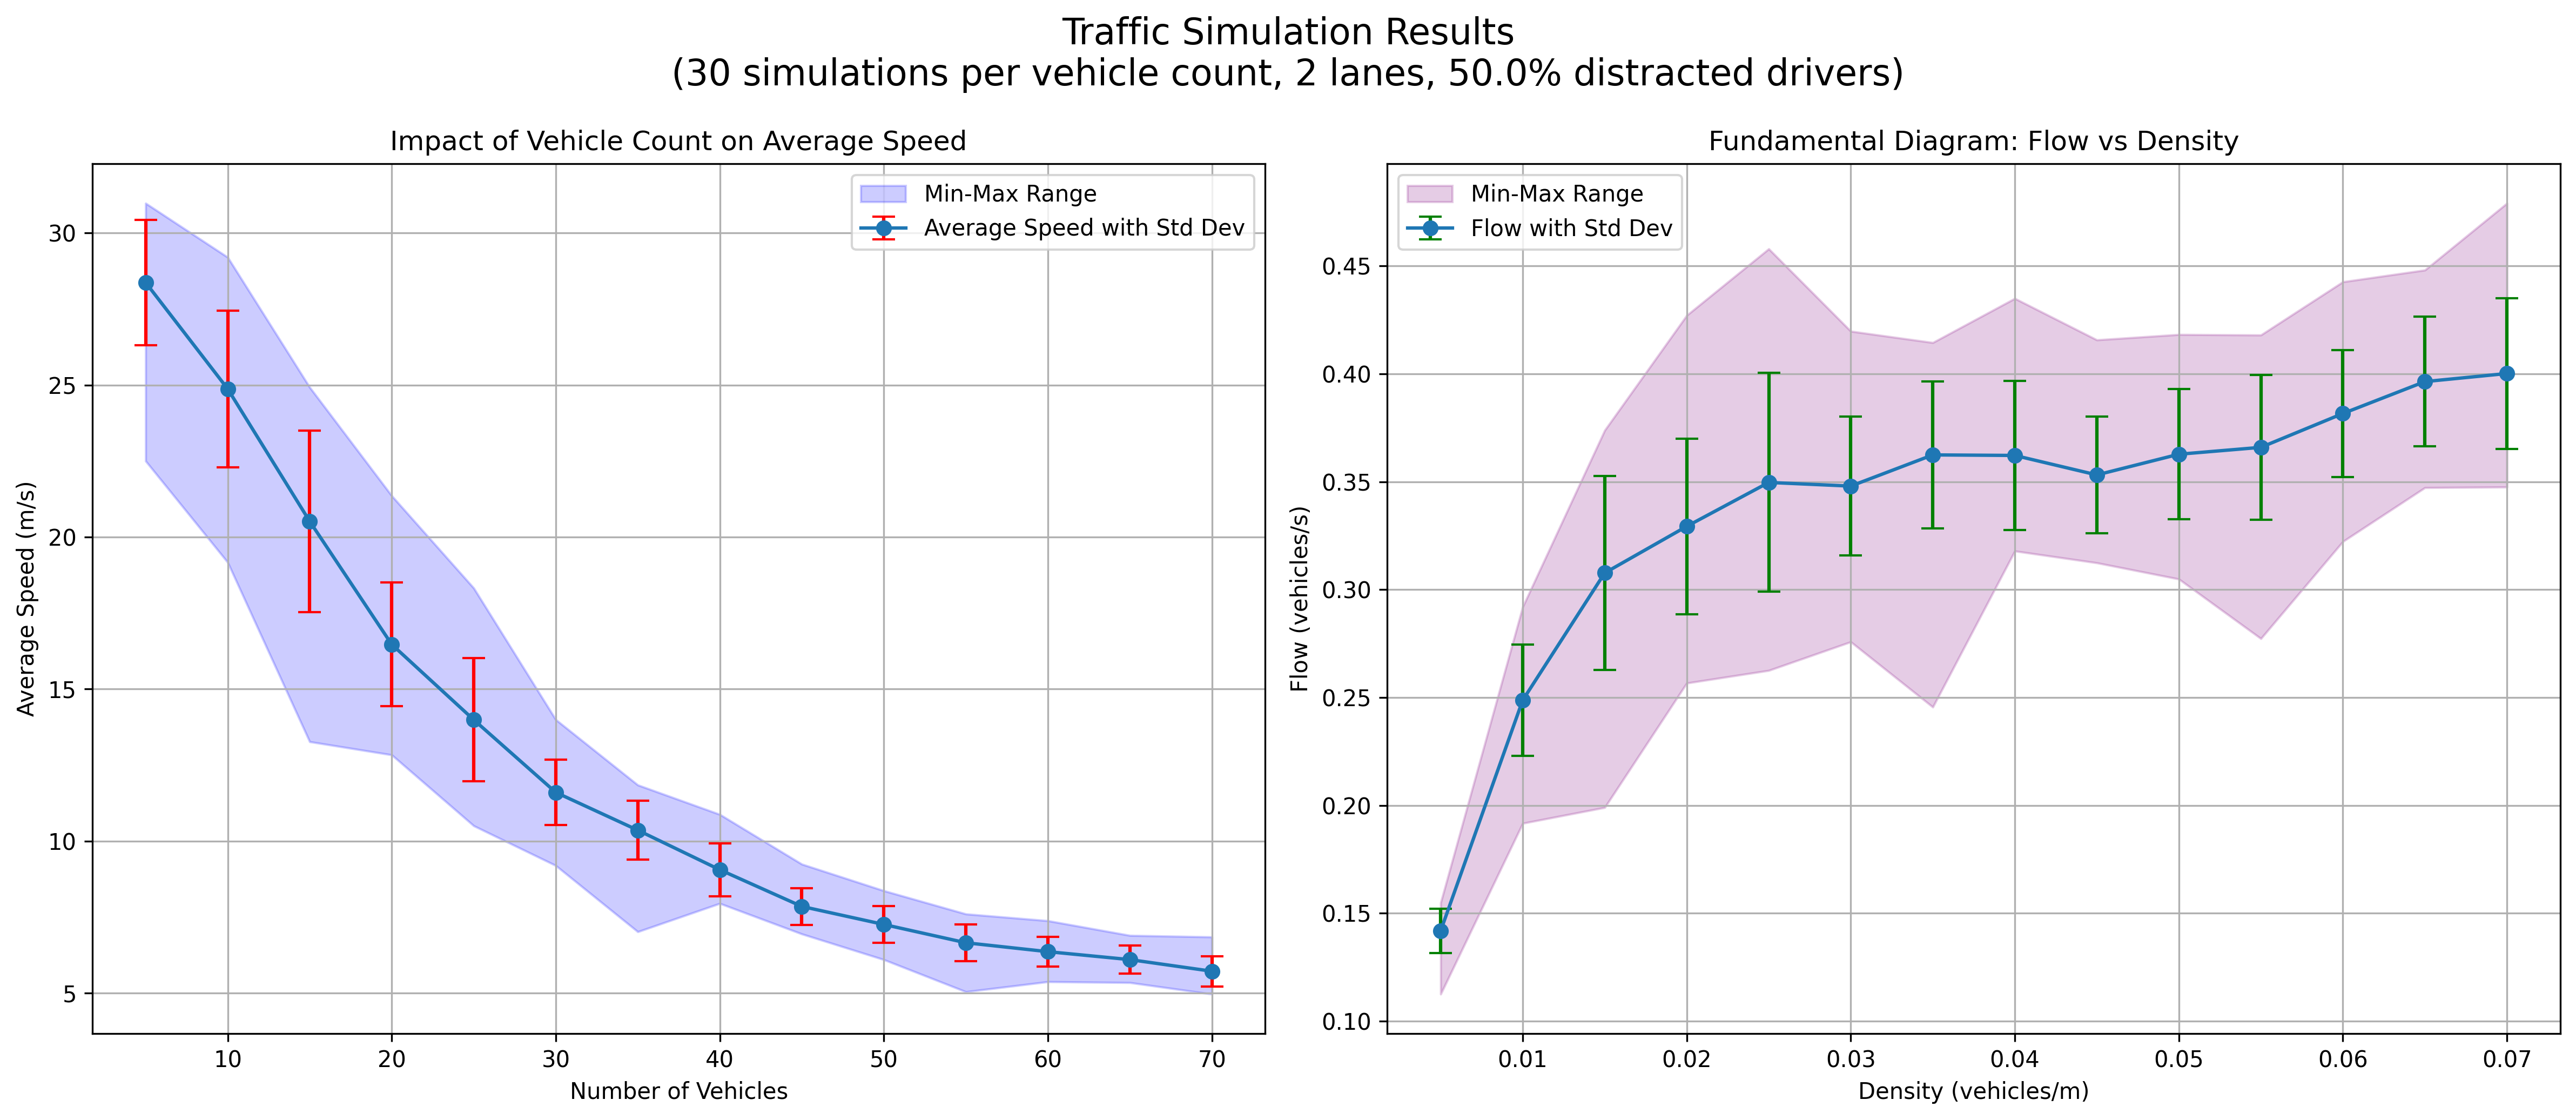 Traffic Simulation Results
(30 simulations per vehicle count, 2 lanes, 50.0% distracted drivers)
Impact of Vehicle Count on Average Speed
Min-Max Range
Average Speed with Std Dev
Average Speed (m/s)
30
25
20
15
10
5
10 20 30 40 50 60 70
Number of Vehicles
Fundamental Diagram: Flow vs Density
Min-Max Range
Flow with Std Dev
Flow (vehicles/s)
0.45
0.40
0.35
0.30
0.25
0.20
0.15
0.10
0.01 0.02 0.03 0.04 0.05 0.06 0.07
Density (vehicles/m)